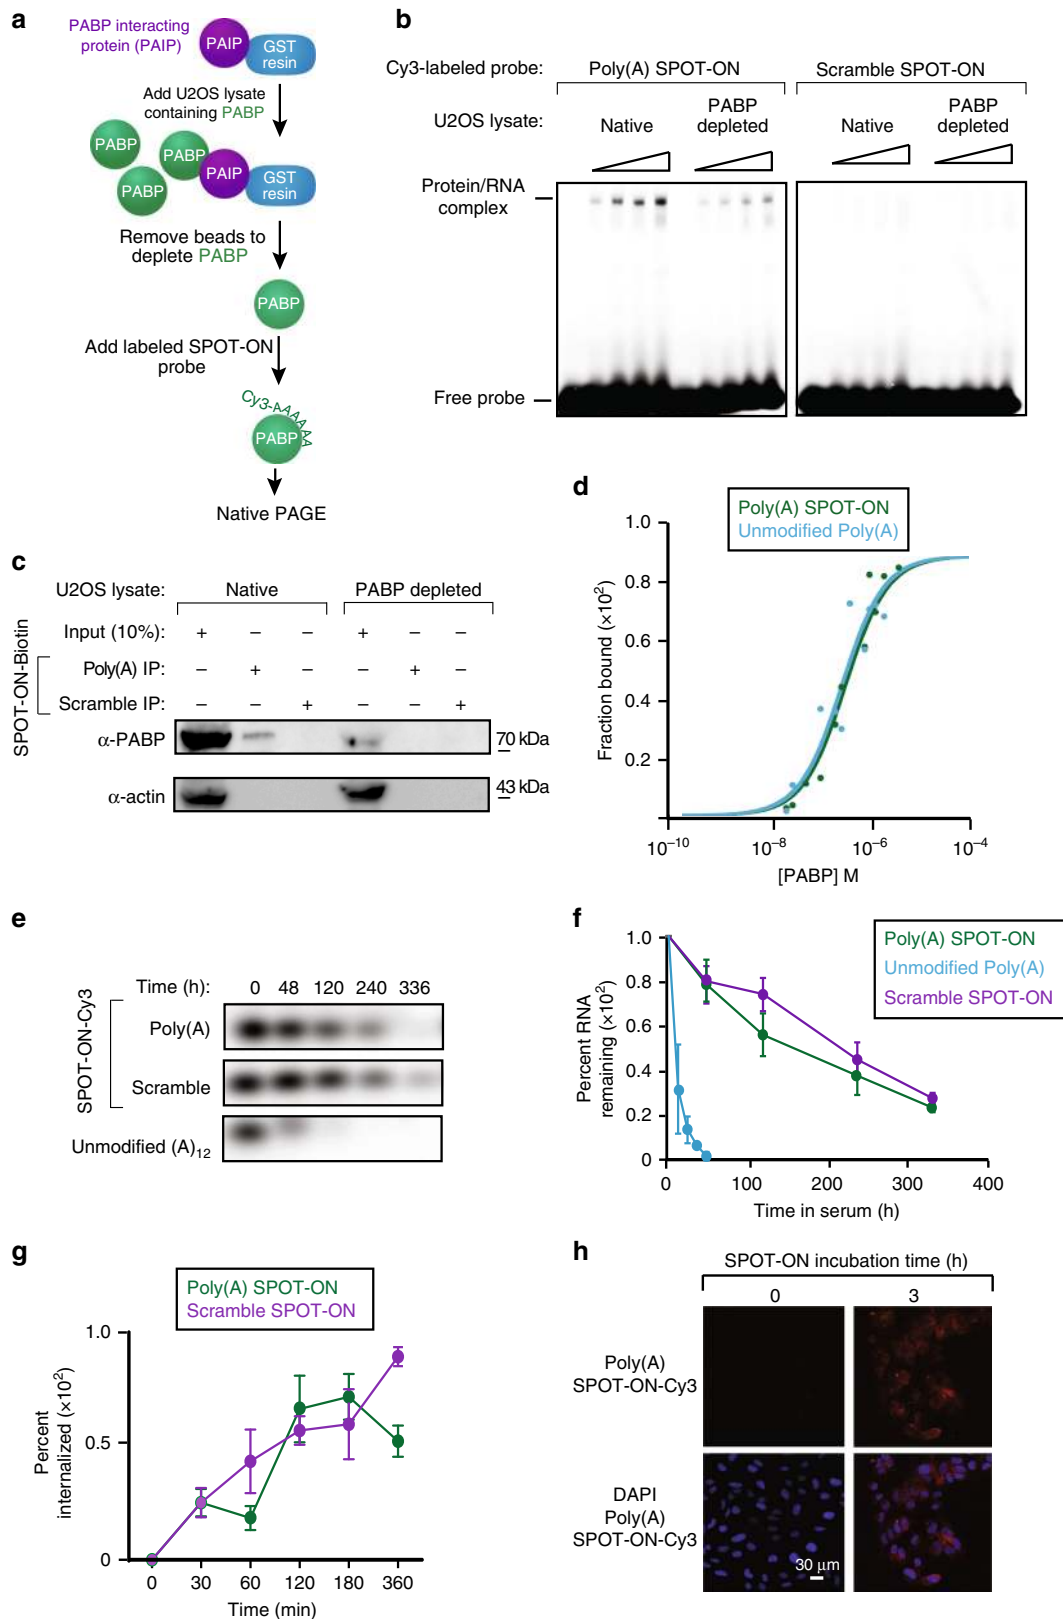 a
PABP interacting
protein (PAIP)
PAIP
GST
resin
Add U2OS lysate
containing PABP
PABP
PABP
PABP
PAIP
GST
resin
Remove beads to
deplete PABP
PABP
Add labeled SPOT-ON
probe
Cy3-AAAAAA
PABP
Native PAGE
b
Cy3-labeled probe:
Poly(A) SPOT-ON
Scramble SPOT-ON
U2OS lysate:
Native
PABP
depleted
Native
PABP
depleted
Protein/RNA
complex
Free probe
c
U2OS lysate:
Native
PABP depleted
SPOT-ON-Biotin
Input (10%): + – – + – –
Poly(A) IP: – + – – + –
Scramble IP: – – + – – +
α-PABP
70 kDa
α-actin
43 kDa
d
Poly(A) SPOT-ON
Unmodified Poly(A)
Fraction bound (×10²)
1.0
0.8
0.6
0.4
0.2
10⁻¹⁰ 10⁻⁸ 10⁻⁶ 10⁻⁴
[PABP] M
e
Time (h): 0 48 120 240 336
SPOT-ON-Cy3
Poly(A)
Scramble
Unmodified (A)₁₂
f
Poly(A) SPOT-ON
Unmodified Poly(A)
Scramble SPOT-ON
Percent RNA
remaining (×10²)
1.0
0.8
0.6
0.4
0.2
0
0 100 200 300 400
Time in serum (h)
g
Poly(A) SPOT-ON
Scramble SPOT-ON
Percent
internalized (×10²)
1.0
0.5
0
0 30 60 120 180 360
Time (min)
h
SPOT-ON incubation time (h)
0 3
Poly(A)
SPOT-ON-Cy3
DAPI
Poly(A)
SPOT-ON-Cy3
30 μm